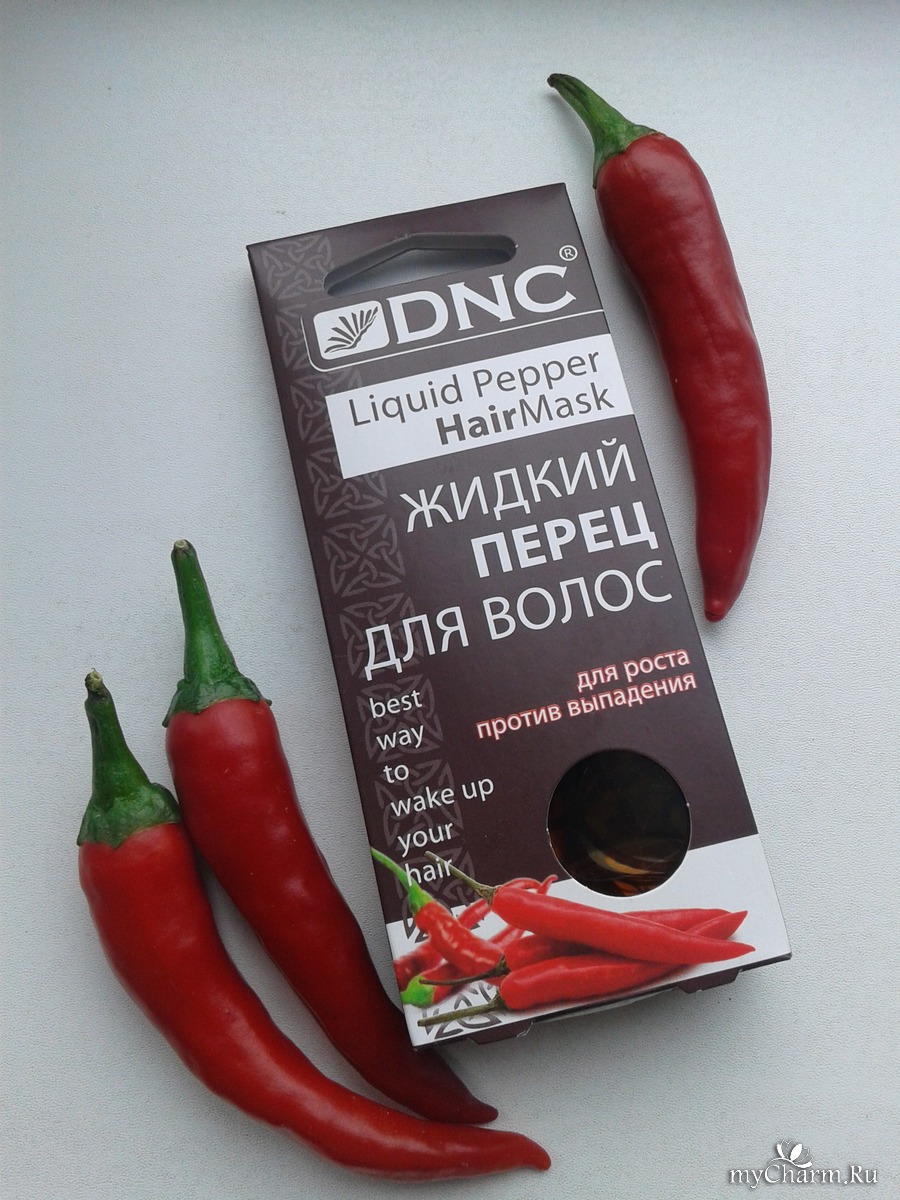 DNC®
Liquid Pepper
HairMask
ЖИДКИЙ
ПЕРЕЦ
ДЛЯ ВОЛОС
для роста
против выпадения
best
way
to
wake up
your
hair
myCharm.Ru